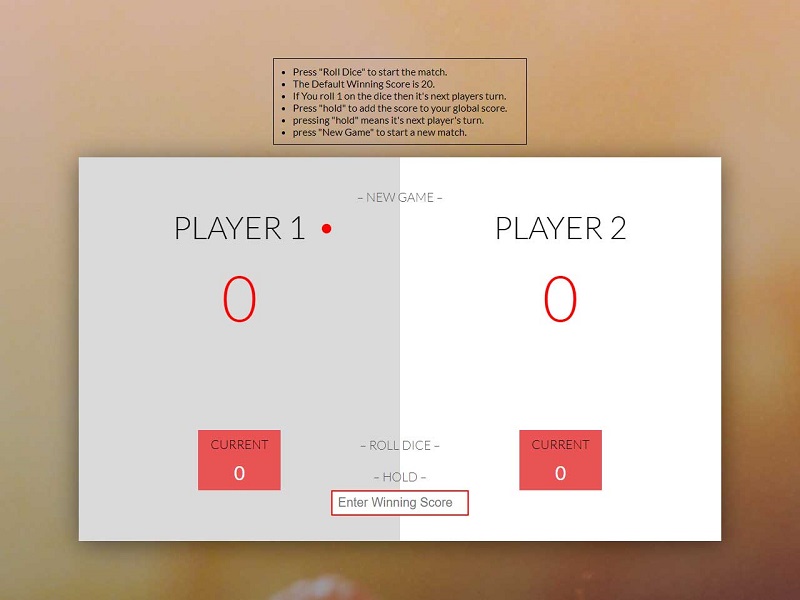 Press "Roll Dice" to start the match.
The Default Winning Score is 20.
If You roll 1 on the dice then it's next players turn.
Press "hold" to add the score to your global score.
pressing "hold" means it's next player's turn.
press "New Game" to start a new match.
– NEW GAME –
PLAYER 1
PLAYER 2
0
0
CURRENT
0
– ROLL DICE –
– HOLD –
Enter Winning Score
CURRENT
0